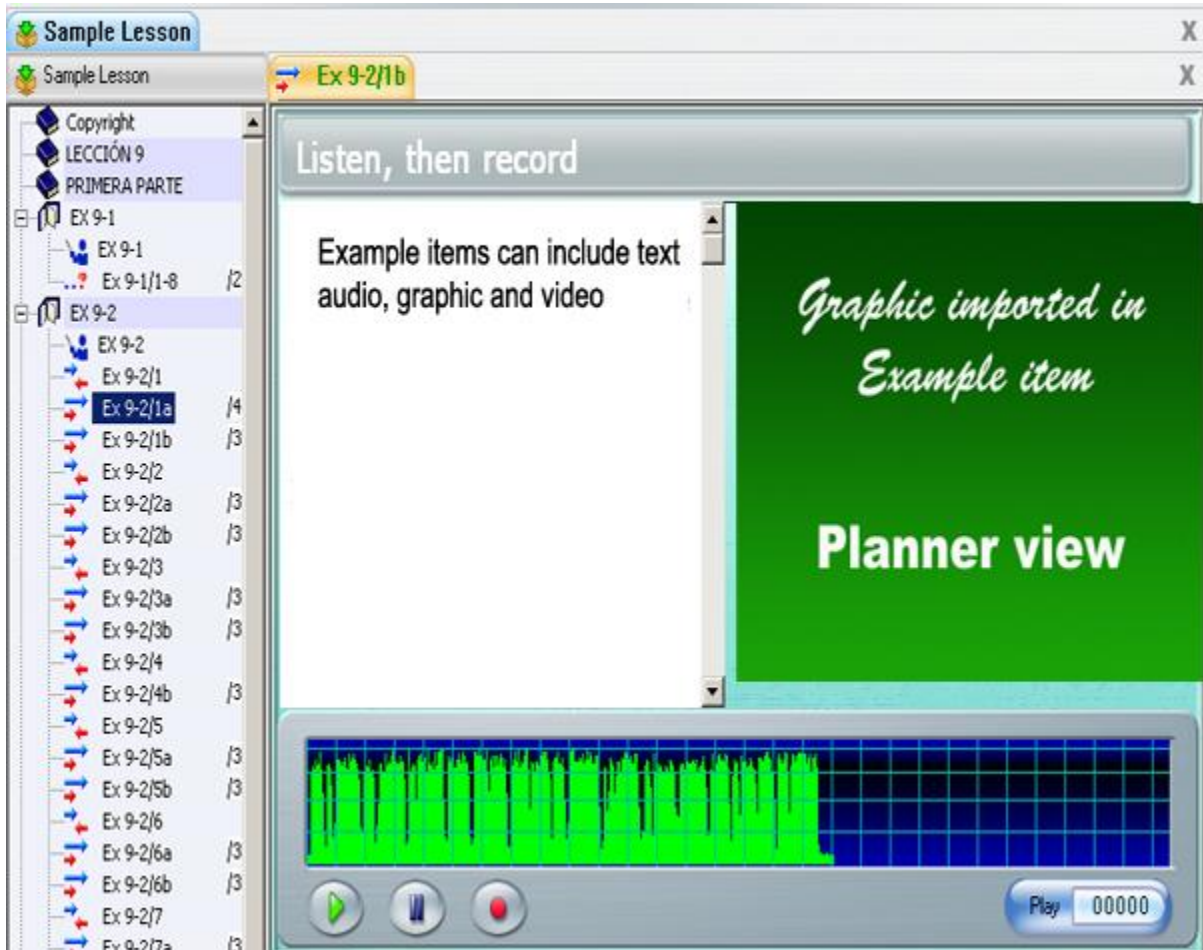 Sample Lesson
X
Sample Lesson
Ex 9-2/1b
X
Copyright
LECCIÓN 9
PRIMERA PARTE
EX 9-1
EX 9-1
Ex 9-1/1-8 /2
EX 9-2
EX 9-2
Ex 9-2/1
Ex 9-2/1a /4
Ex 9-2/1b /3
Ex 9-2/2
Ex 9-2/2a /3
Ex 9-2/2b /3
Ex 9-2/3
Ex 9-2/3a /3
Ex 9-2/3b /3
Ex 9-2/4
Ex 9-2/4b /3
Ex 9-2/5
Ex 9-2/5a /3
Ex 9-2/5b /3
Ex 9-2/6
Ex 9-2/6a /3
Ex 9-2/6b /3
Ex 9-2/7
Ex 9-2/7a /3
Listen, then record
Example items can include text
audio, graphic and video
Graphic imported in
Example item
Planner view
Play 00000